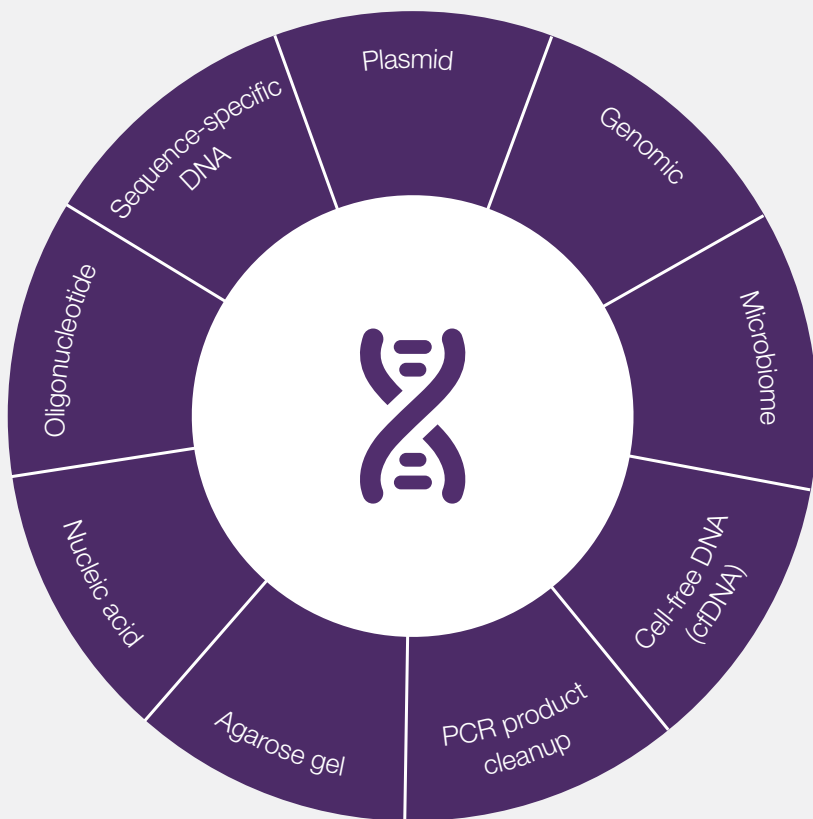 Plasmid
Genomic
Microbiome
Cell-free DNA
(cfDNA)
PCR product
cleanup
Agarose gel
Nucleic acid
Oligonucleotide
Sequence-specific
DNA